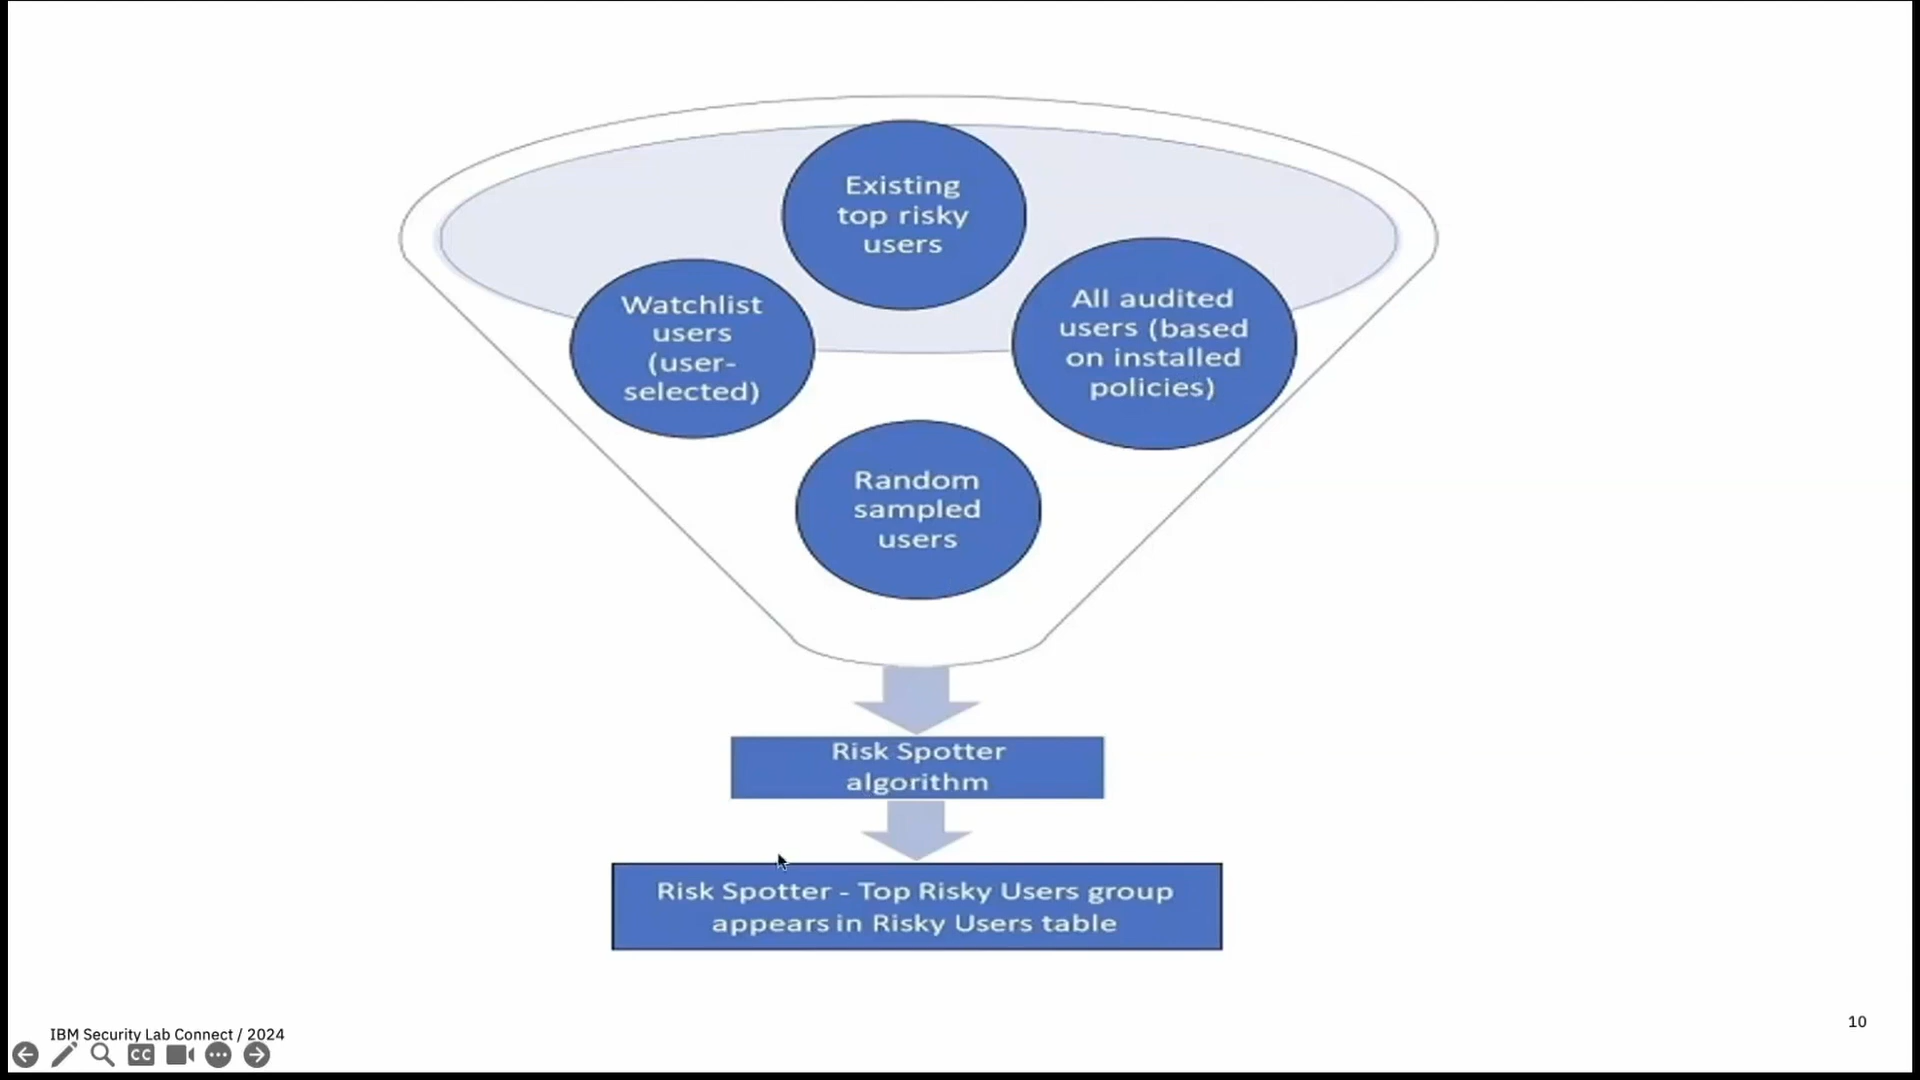 Existing
top risky
users
Watchlist
users
(user-
selected)
All audited
users (based
on installed
policies)
Random
sampled
users
Risk Spotter
algorithm
Risk Spotter - Top Risky Users group
appears in Risky Users table
IBM Security Lab Connect / 2024
10
CC